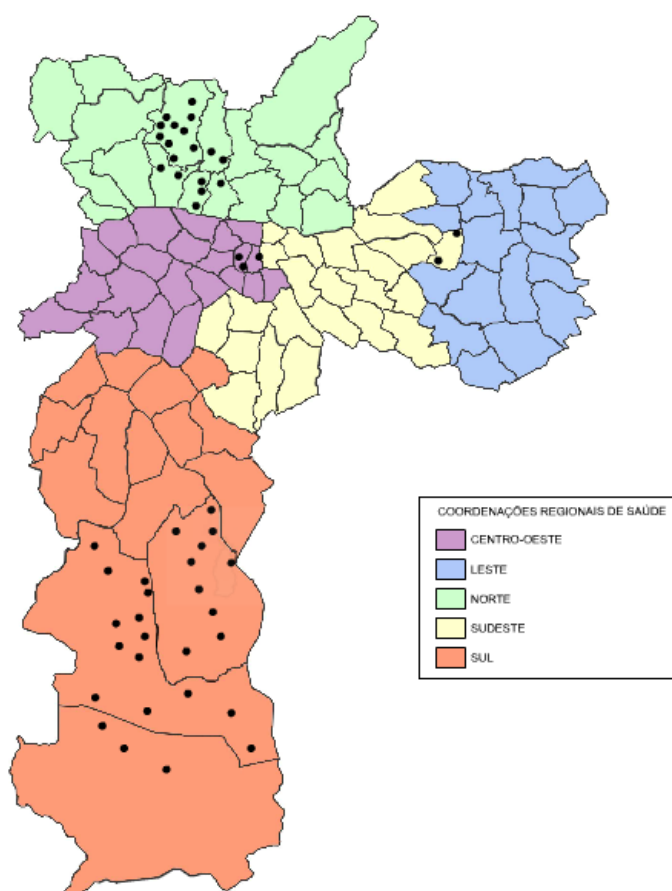 COORDENAÇÕES REGIONAIS DE SAÚDE
CENTRO-OESTE
LESTE
NORTE
SUDESTE
SUL